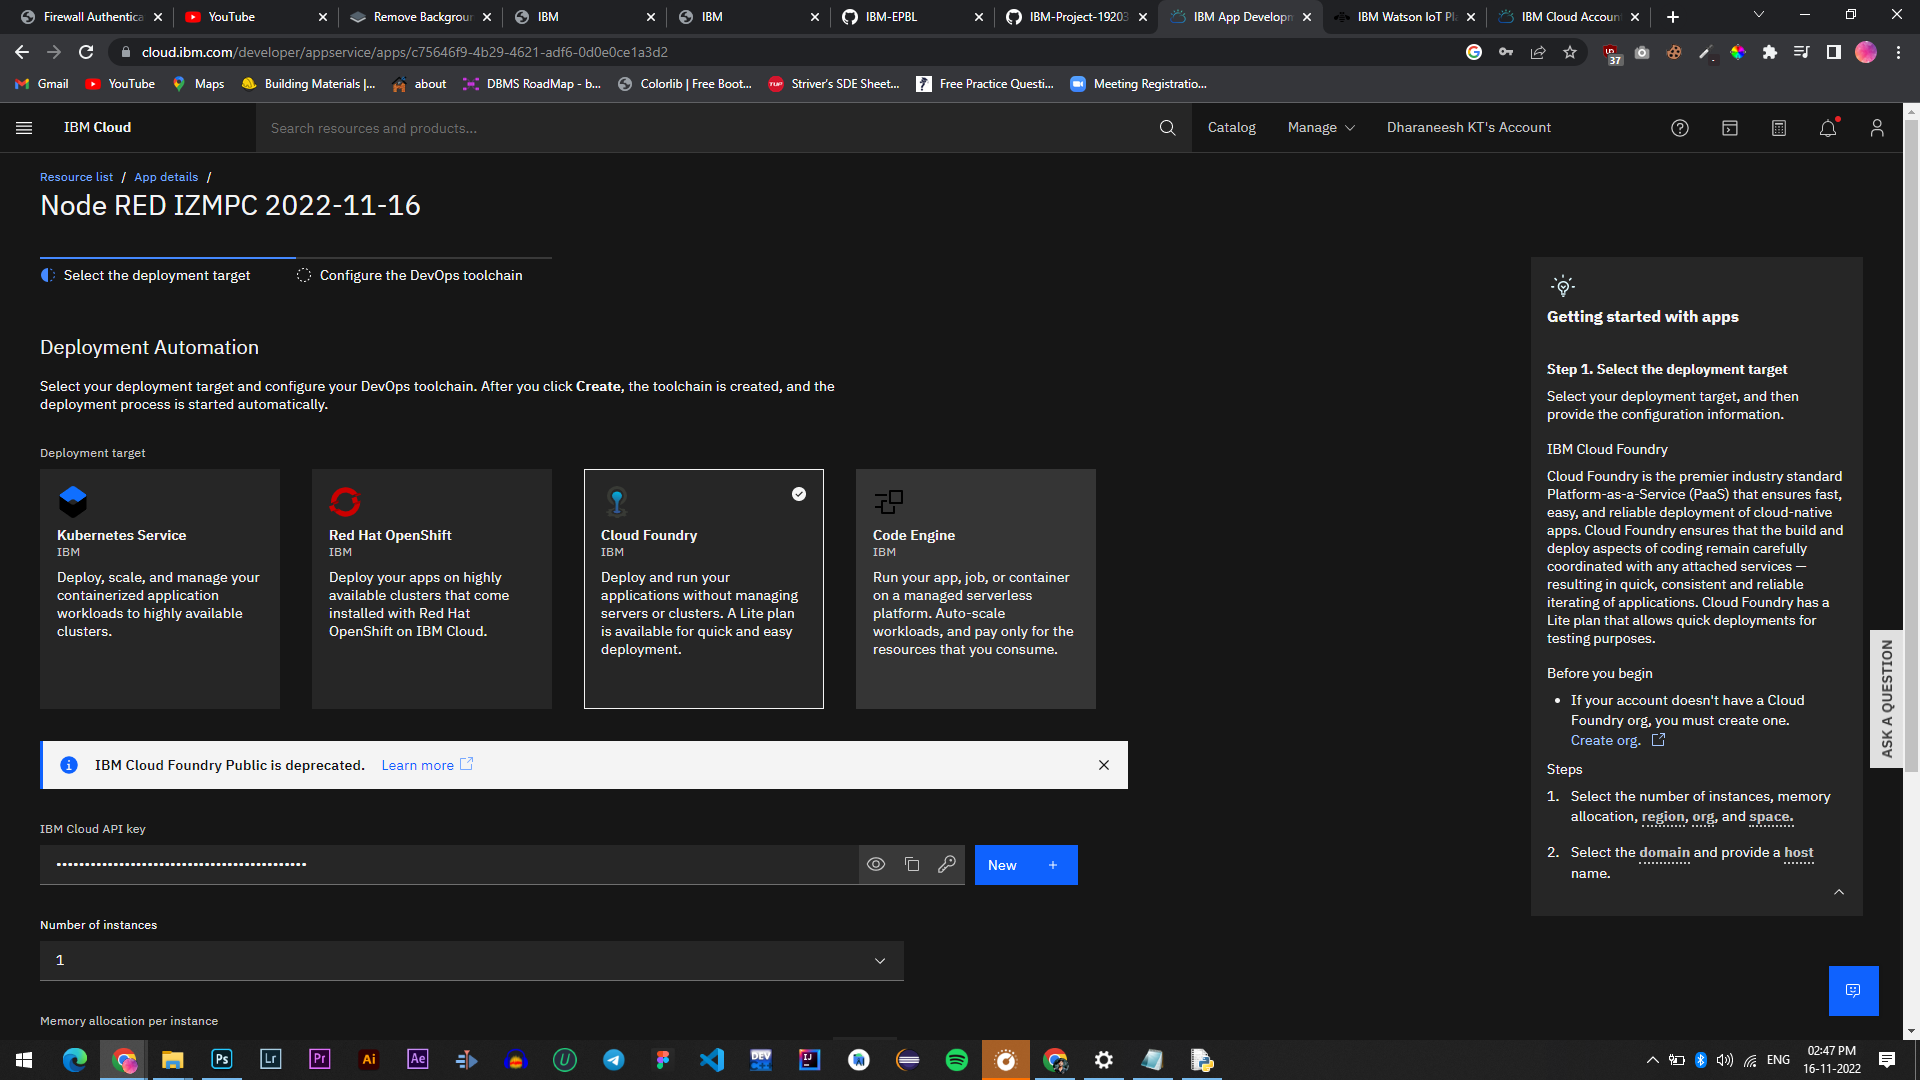 Firewall Authentica
YouTube
Remove Backgroun
IBM
IBM
IBM-EPBL
IBM-Project-19203
IBM App Developm
IBM Watson IoT Pla
IBM Cloud Accoun
cloud.ibm.com/developer/appservice/apps/c75646f9-4b29-4621-adf6-0d0e0ce1a3d2
37
Gmail
YouTube
Maps
Building Materials |...
about
DBMS RoadMap - b...
Colorlib | Free Boot...
Striver's SDE Sheet...
Free Practice Questi...
Meeting Registratio...
IBM Cloud
Search resources and products...
Catalog
Manage
Dharaneesh KT's Account
Resource list / App details /
Node RED IZMPC 2022-11-16
Select the deployment target
Configure the DevOps toolchain
Deployment Automation
Select your deployment target and configure your DevOps toolchain. After you click Create, the toolchain is created, and the
deployment process is started automatically.
Deployment target
Kubernetes Service
IBM
Deploy, scale, and manage your
containerized application
workloads to highly available
clusters.
Red Hat OpenShift
IBM
Deploy your apps on highly
available clusters that come
installed with Red Hat
OpenShift on IBM Cloud.
Cloud Foundry
IBM
Deploy and run your
applications without managing
servers or clusters. A Lite plan
is available for quick and easy
deployment.
Code Engine
IBM
Run your app, job, or container
on a managed serverless
platform. Auto-scale
workloads, and pay only for the
resources that you consume.
IBM Cloud Foundry Public is deprecated. Learn more
IBM Cloud API key
••••••••••••••••••••••••••••••••••••••••••••
New +
Number of instances
1
Memory allocation per instance
Getting started with apps
Step 1. Select the deployment target
Select your deployment target, and then
provide the configuration information.
IBM Cloud Foundry
Cloud Foundry is the premier industry standard
Platform-as-a-Service (PaaS) that ensures fast,
easy, and reliable deployment of cloud-native
apps. Cloud Foundry ensures that the build and
deploy aspects of coding remain carefully
coordinated with any attached services —
resulting in quick, consistent and reliable
iterating of applications. Cloud Foundry has a
Lite plan that allows quick deployments for
testing purposes.
Before you begin
• If your account doesn't have a Cloud
Foundry org, you must create one.
Create org.
Steps
1. Select the number of instances, memory
allocation, region, org, and space.
2. Select the domain and provide a host
name.
ASK A QUESTION
Ps
Lr
Pr
Ai
Ae
DEV
IJ
ENG
02:47 PM
16-11-2022